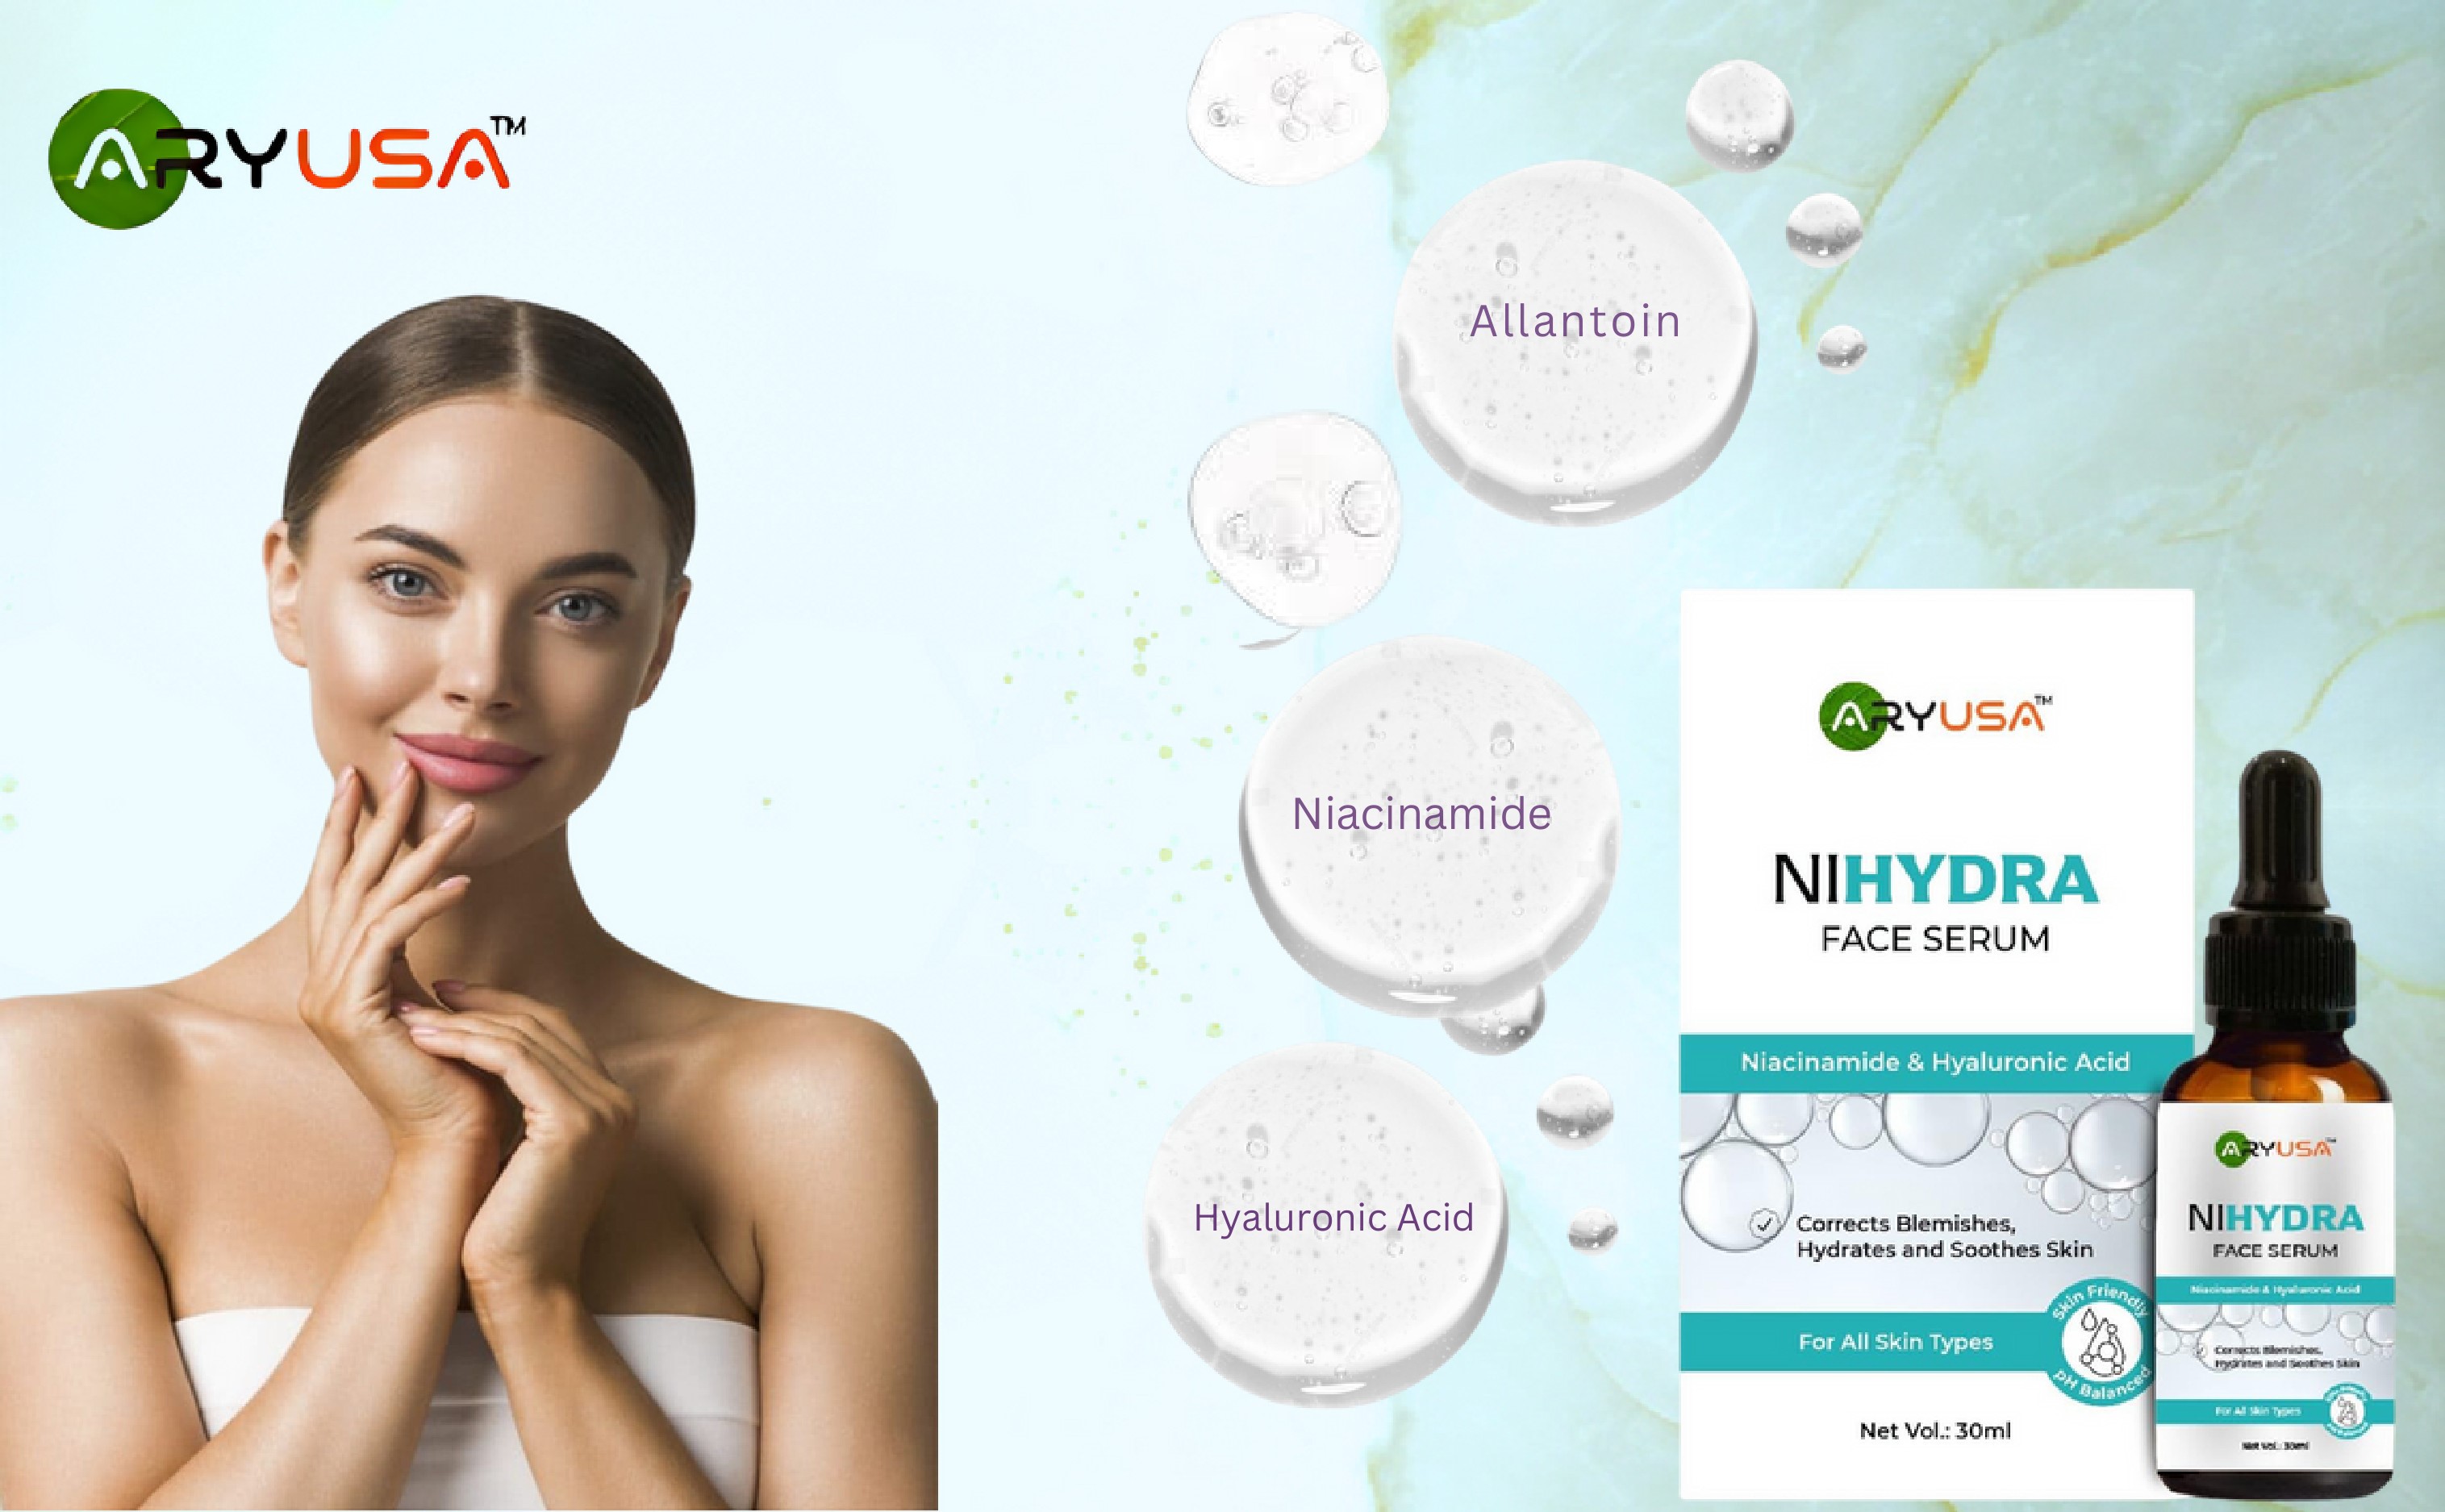 ARYUSA™
Allantoin
Niacinamide
Hyaluronic Acid
ARYUSA™
NIHYDRA
FACE SERUM
Niacinamide & Hyaluronic Acid
Corrects Blemishes,
Hydrates and Soothes Skin
For All Skin Types
Skin Friendly
pH Balanced
Net Vol.: 30ml
ARYUSA™
NIHYDRA
FACE SERUM
Niacinamide & Hyaluronic Acid
Corrects Blemishes,
Hydrates and Soothes Skin
For All Skin Types
Net Vol.: 30ml